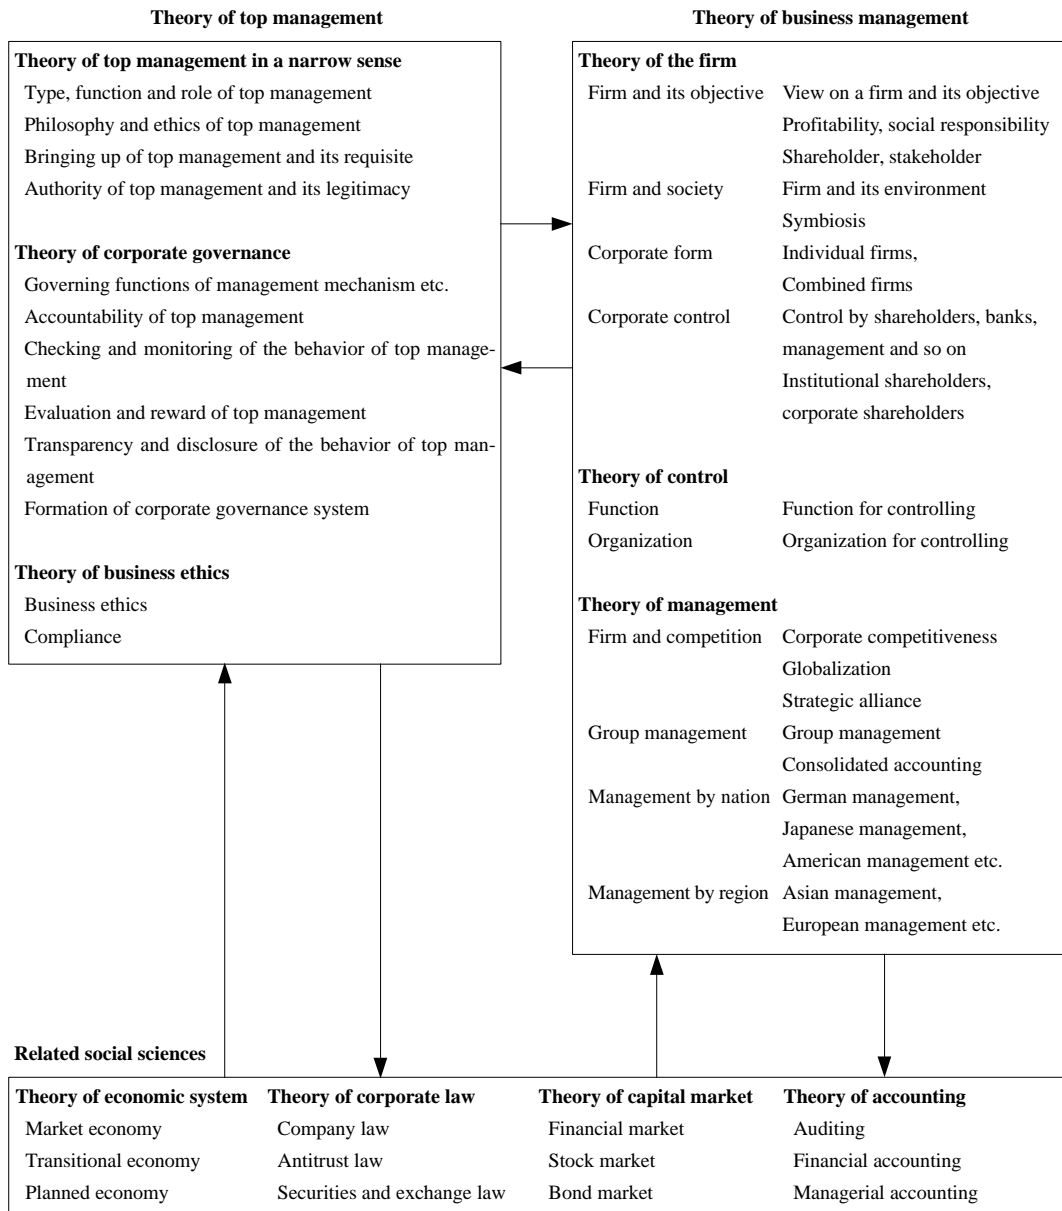 Theory of top management
Theory of top management in a narrow sense
Type, function and role of top management
Philosophy and ethics of top management
Bringing up of top management and its requisite
Authority of top management and its legitimacy
Theory of corporate governance
Governing functions of management mechanism etc.
Accountability of top management
Checking and monitoring of the behavior of top manage-
ment
Evaluation and reward of top management
Transparency and disclosure of the behavior of top man-
agement
Formation of corporate governance system
Theory of business ethics
Business ethics
Compliance
Theory of business management
Theory of the firm
Firm and its objective View on a firm and its objective
Profitability, social responsibility
Shareholder, stakeholder
Firm and society Firm and its environment
Symbiosis
Corporate form Individual firms,
Combined firms
Corporate control Control by shareholders, banks,
management and so on
Institutional shareholders,
corporate shareholders
Theory of control
Function Function for controlling
Organization Organization for controlling
Theory of management
Firm and competition Corporate competitiveness
Globalization
Strategic alliance
Group management Group management
Consolidated accounting
Management by nation German management,
Japanese management,
American management etc.
Management by region Asian management,
European management etc.
Related social sciences
Theory of economic system Theory of corporate law Theory of capital market Theory of accounting
Market economy Company law Financial market Auditing
Transitional economy Antitrust law Stock market Financial accounting
Planned economy Securities and exchange law Bond market Managerial accounting